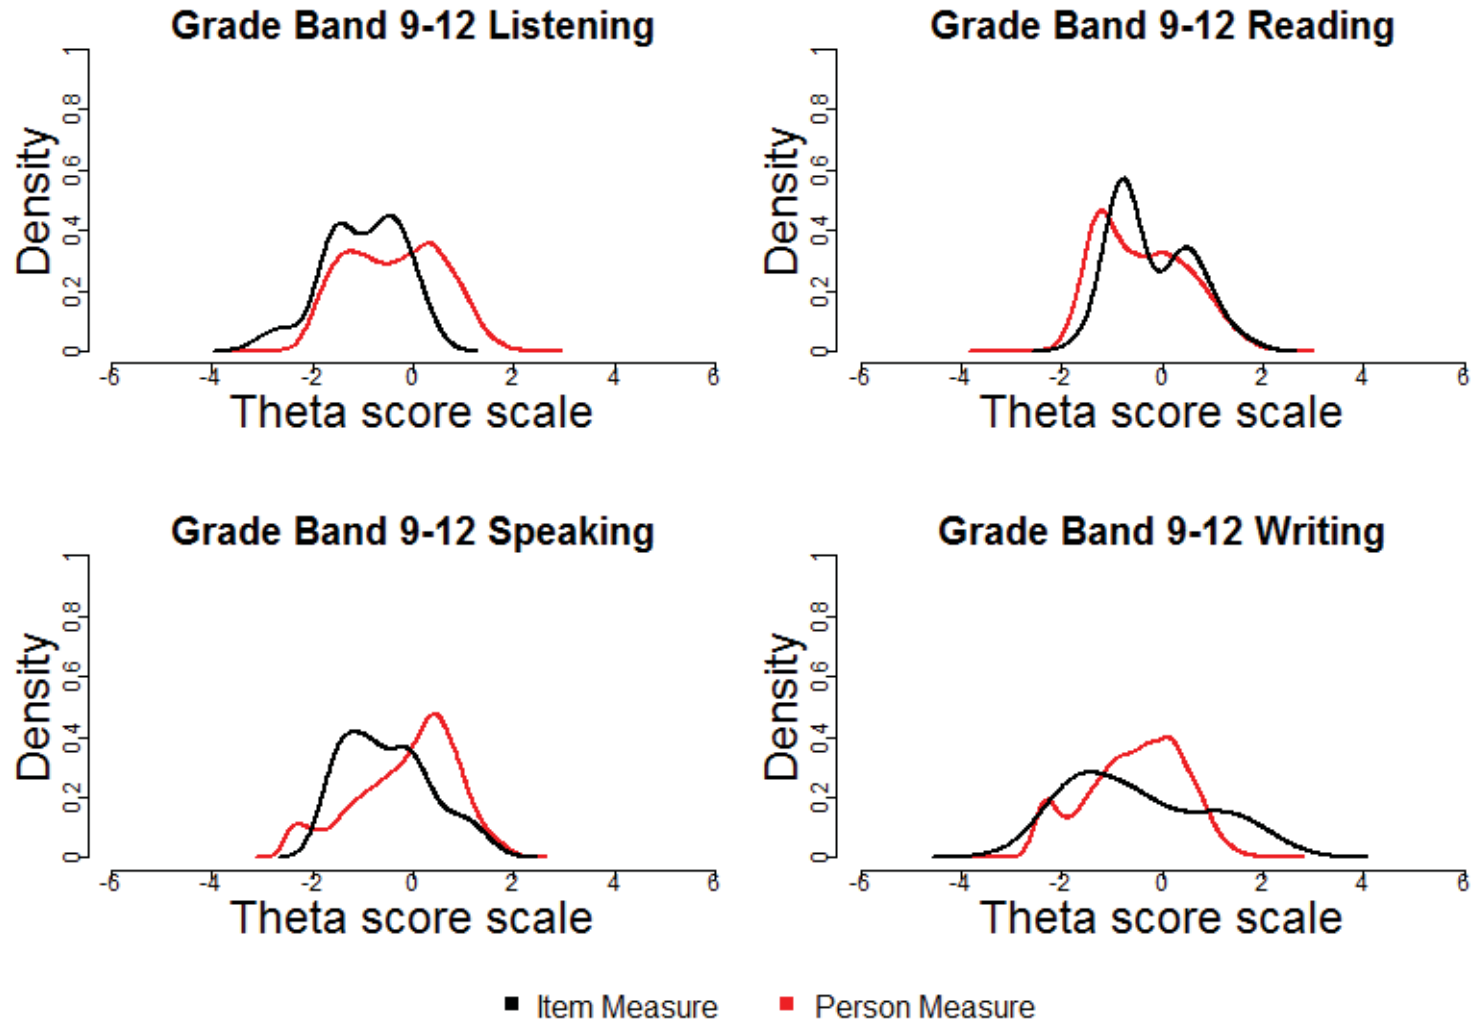 Grade Band 9-12 Listening
Density
0 0.2 0.4 0.6 0.8 1
-6 -4 -2 0 2 4 6
Theta score scale
Grade Band 9-12 Reading
Density
0 0.2 0.4 0.6 0.8 1
-6 -4 -2 0 2 4 6
Theta score scale
Grade Band 9-12 Speaking
Density
0 0.2 0.4 0.6 0.8 1
-6 -4 -2 0 2 4 6
Theta score scale
Grade Band 9-12 Writing
Density
0 0.2 0.4 0.6 0.8 1
-6 -4 -2 0 2 4 6
Theta score scale
Item Measure Person Measure